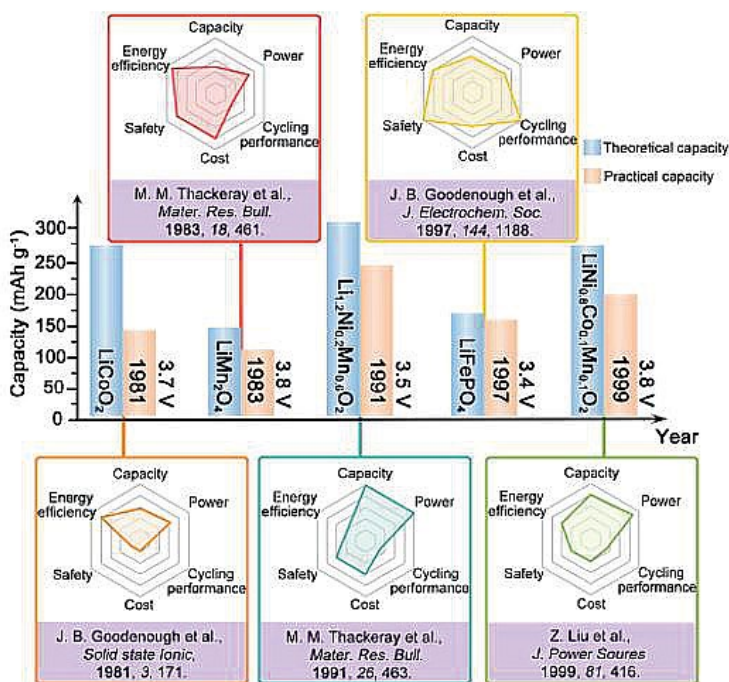 Capacity
Energy efficiency
Power
Safety
Cycling performance
Cost
M. M. Thackeray et al.,
Mater. Res. Bull.
1983, 18, 461.
Capacity
Energy efficiency
Power
Safety
Cycling performance
Cost
J. B. Goodenough et al.,
J. Electrochem. Soc.
1997, 144, 1188.
Theoretical capacity
Practical capacity
Capacity (mAh g⁻¹)
300
250
200
150
100
50
0
LiCoO₂
1981
3.7 V
LiMn₂O₄
1983
3.8 V
Li₁.₂Ni₀.₂Mn₀.₆O₂
1991
3.5 V
LiFePO₄
1997
3.4 V
LiNi₀.₈Co₀.₁Mn₀.₁O₂
1999
3.8 V
Year
Capacity
Energy efficiency
Power
Safety
Cycling performance
Cost
J. B. Goodenough et al.,
Solid state Ionic,
1981, 3, 171.
Capacity
Energy efficiency
Power
Safety
Cycling performance
Cost
M. M. Thackeray et al.,
Mater. Res. Bull.
1991, 26, 463.
Capacity
Energy efficiency
Power
Safety
Cycling performance
Cost
Z. Liu et al.,
J. Power Soures
1999, 81, 416.